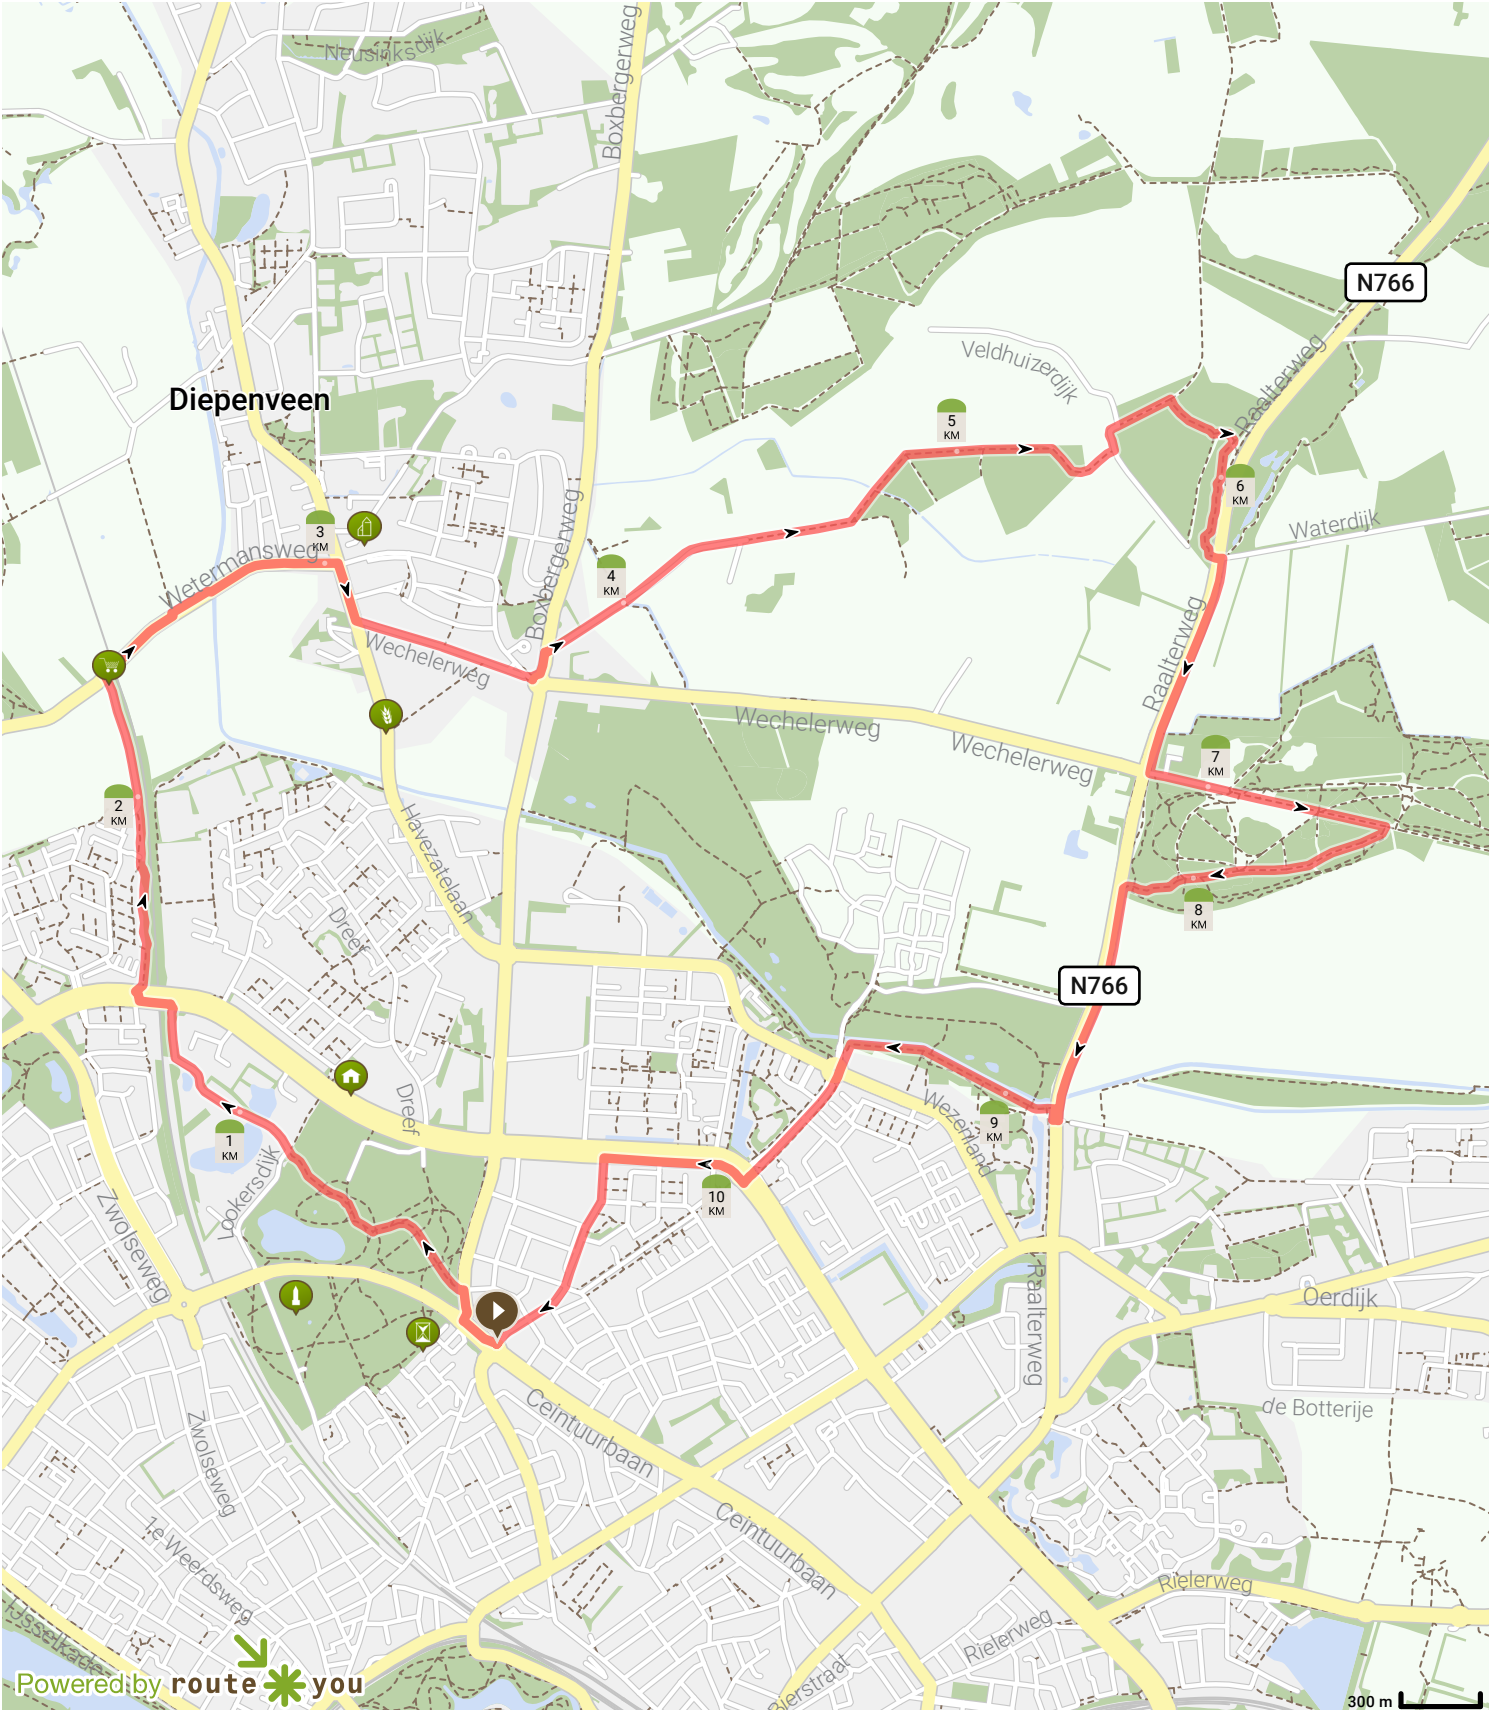 Neusinksdijk
Boxbergerweg
N766
Raalterweg
Veldhuizerdijk
Diepenveen
5
KM
6
KM
Waterdijk
3
KM
Wetermansweg
Boxbergerweg
4
KM
Wechelerweg
Raalterweg
Wechelerweg
Wechelerweg
7
KM
2
KM
Havezatelaan
Dreef
8
KM
N766
Dreef
Wezenland
9
KM
1
KM
Lookersdijk
10
KM
Zwolseweg
Raalterweg
Oerdijk
Ceintuurbaan
de Botterije
Zwolseweg
Ceintuurbaan
1e Weerdsweg
Rielerweg
Rielerweg
IJsselkade
Powered by route you
300 m